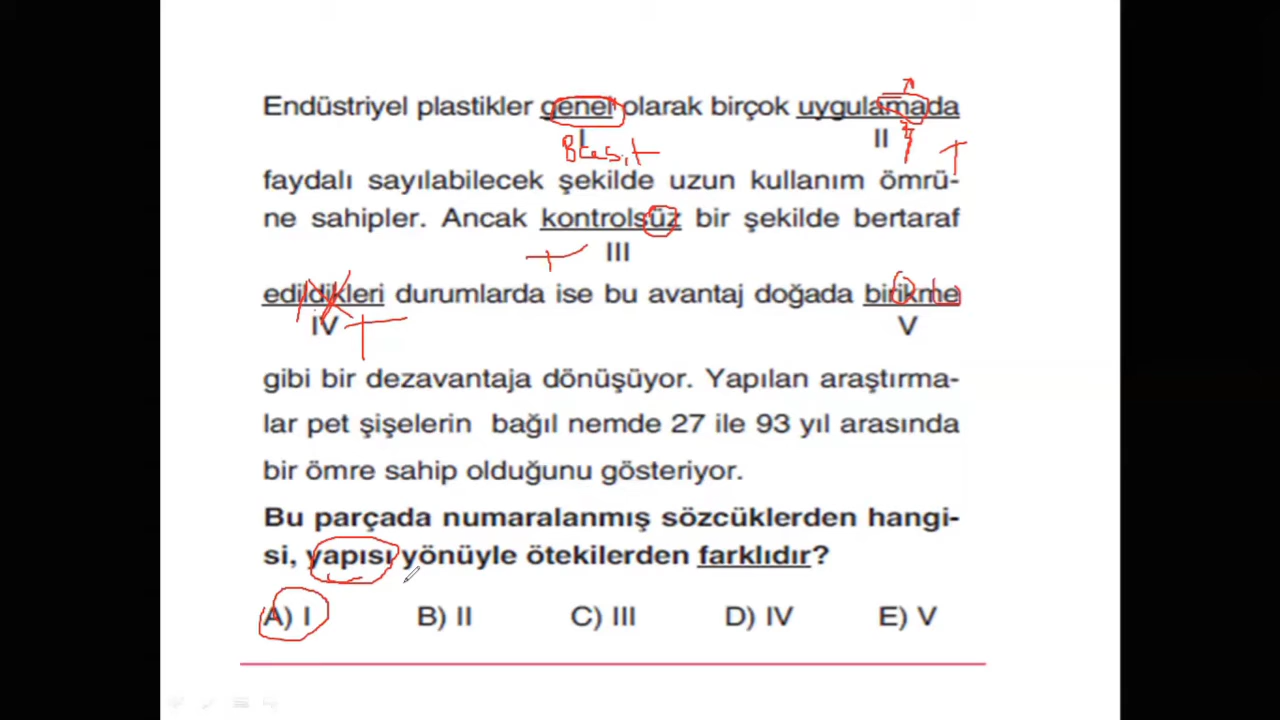 Endüstriyel plastikler genel olarak birçok uygulamada
I II
Basit T
faydalı sayılabilecek şekilde uzun kullanım ömrü-
ne sahipler. Ancak kontrolsüz bir şekilde bertaraf
T III
edildikleri durumlarda ise bu avantaj doğada birikme
IV T V
gibi bir dezavantaja dönüşüyor. Yapılan araştırma-
lar pet şişelerin bağıl nemde 27 ile 93 yıl arasında
bir ömre sahip olduğunu gösteriyor.
Bu parçada numaralanmış sözcüklerden hangi-
si, yapısı yönüyle ötekilerden farklıdır?
A) I B) II C) III D) IV E) V